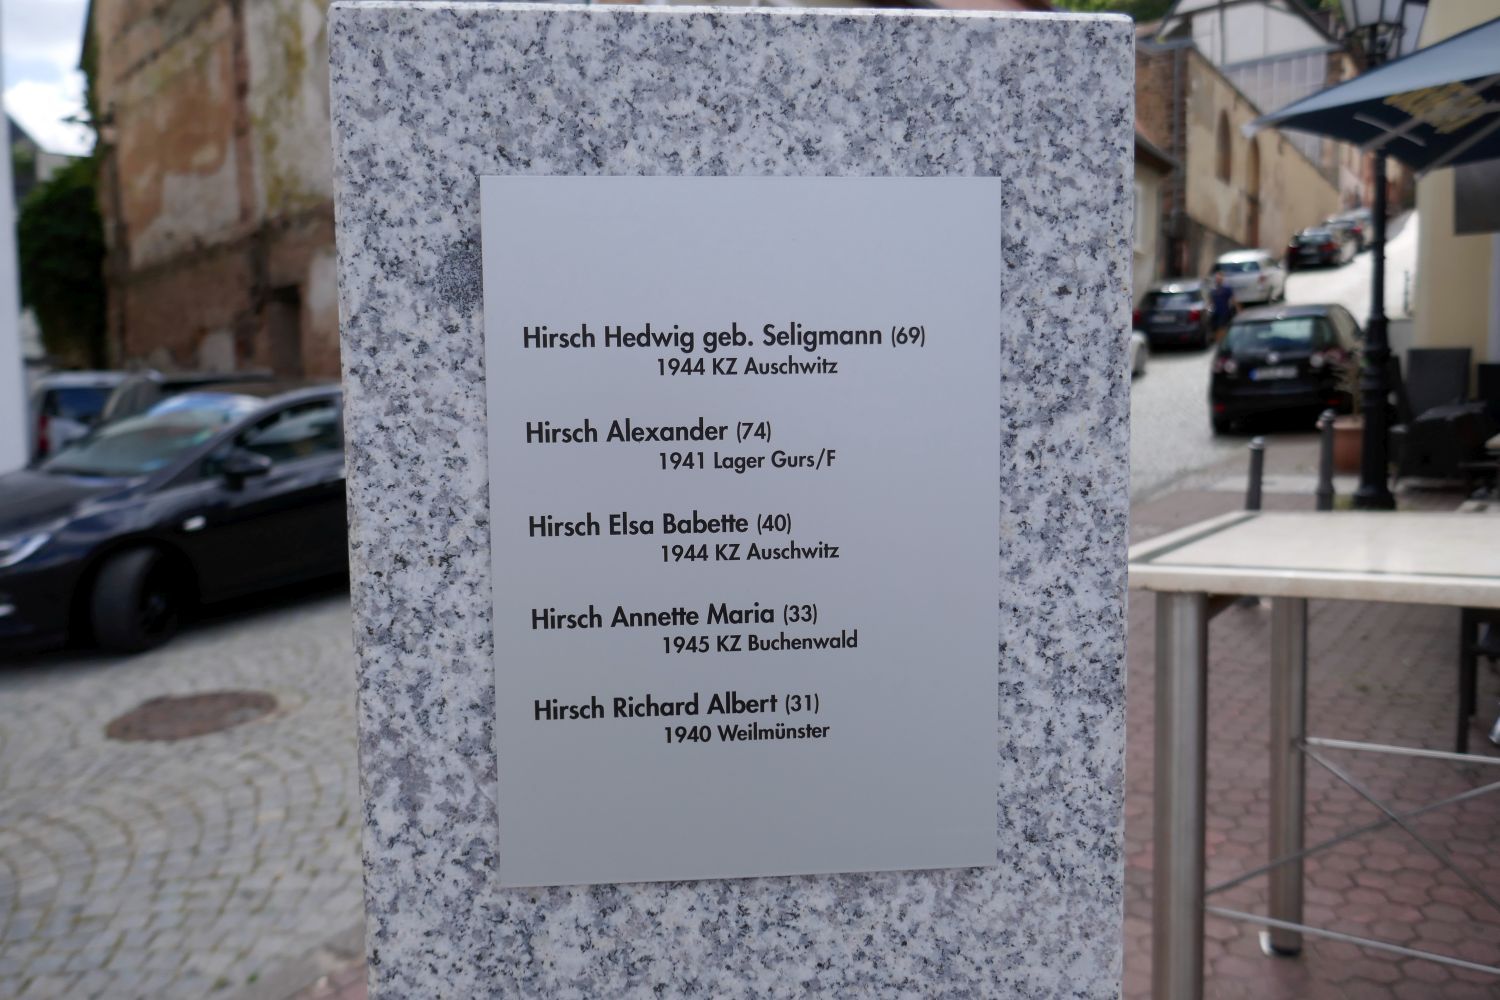 Hirsch Hedwig geb. Seligmann (69)
1944 KZ Auschwitz
Hirsch Alexander (74)
1941 Lager Gurs/F
Hirsch Elsa Babette (40)
1944 KZ Auschwitz
Hirsch Annette Maria (33)
1945 KZ Buchenwald
Hirsch Richard Albert (31)
1940 Weilmünster